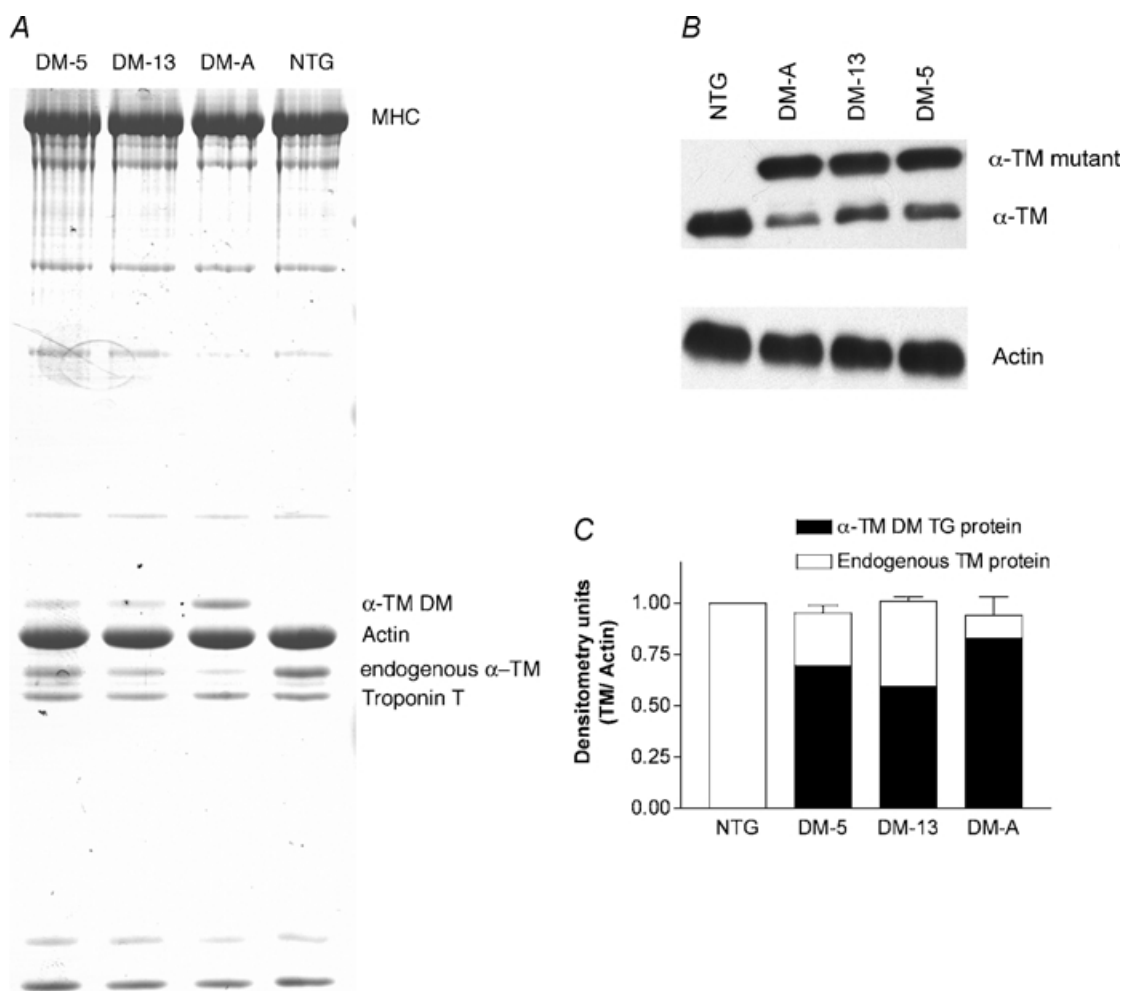 A
DM-5 DM-13 DM-A NTG
MHC
α-TM DM
Actin
endogenous α–TM
Troponin T
B
NTG
DM-A
DM-13
DM-5
α-TM mutant
α-TM
Actin
C
α-TM DM TG protein
Endogenous TM protein
Densitometry units
(TM/ Actin)
1.00
0.75
0.50
0.25
0.00
NTG DM-5 DM-13 DM-A